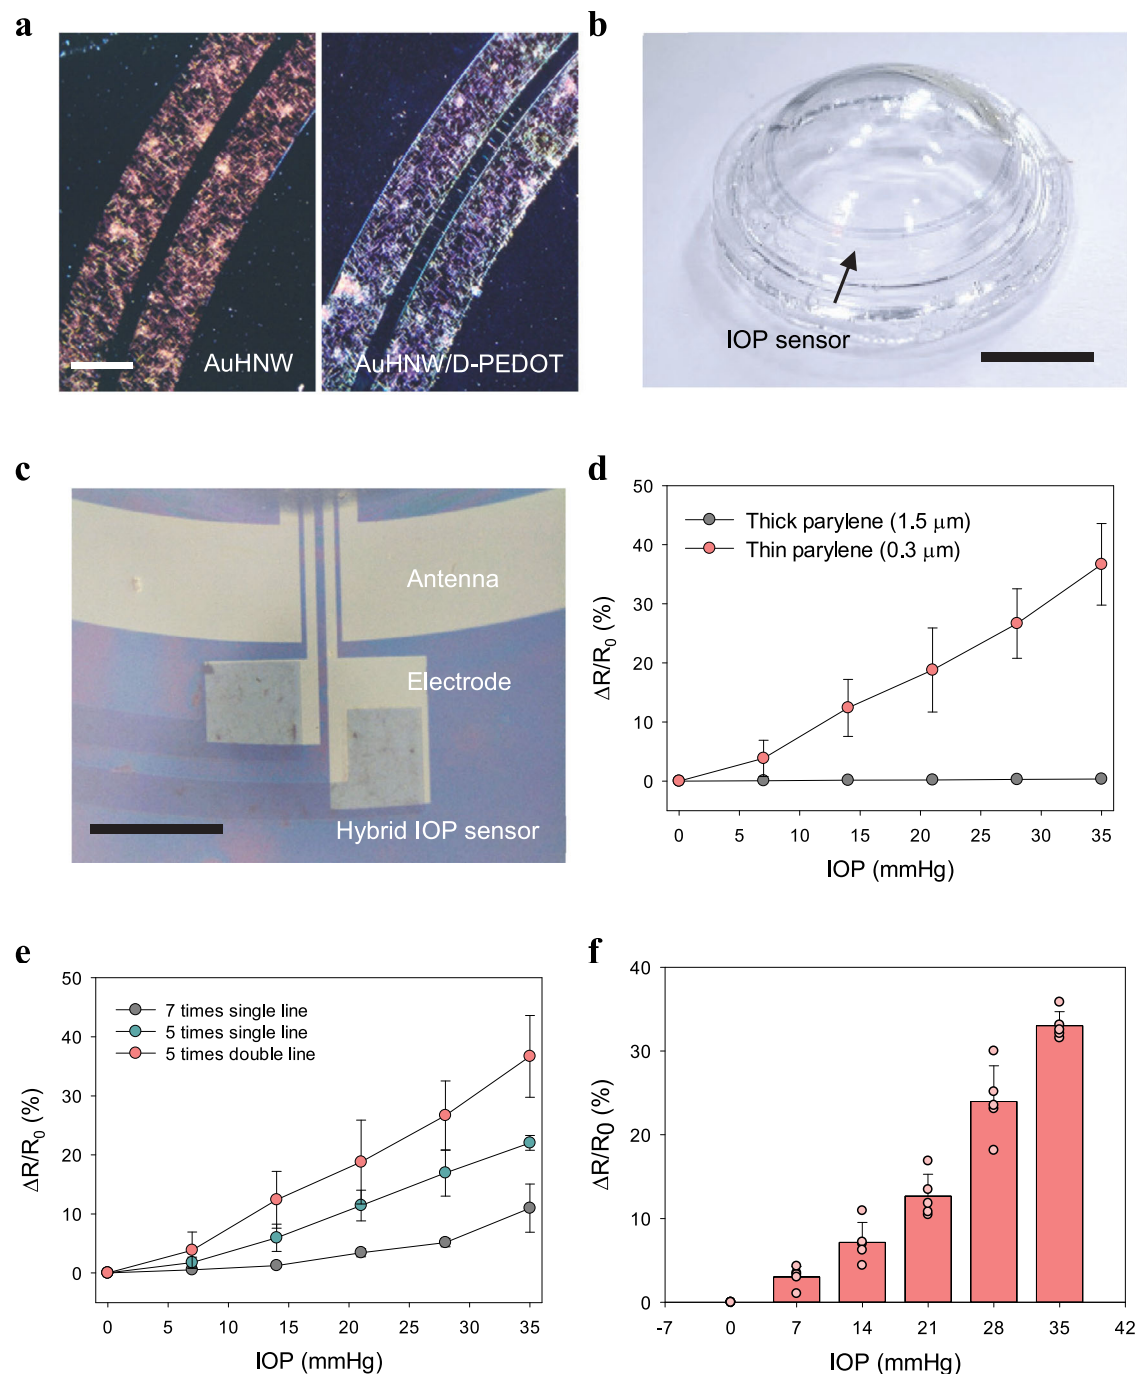 a
AuHNW
AuHNW/D-PEDOT
b
IOP sensor
c
Antenna
Electrode
Hybrid IOP sensor
d
Thick parylene (1.5 μm)
Thin parylene (0.3 μm)
ΔR/R₀ (%)
50
40
30
20
10
0
0 5 10 15 20 25 30 35
IOP (mmHg)
e
7 times single line
5 times single line
5 times double line
ΔR/R₀ (%)
50
40
30
20
10
0
0 5 10 15 20 25 30 35
IOP (mmHg)
f
ΔR/R0 (%)
40
30
20
10
0
-7 0 7 14 21 28 35 42
IOP (mmHg)